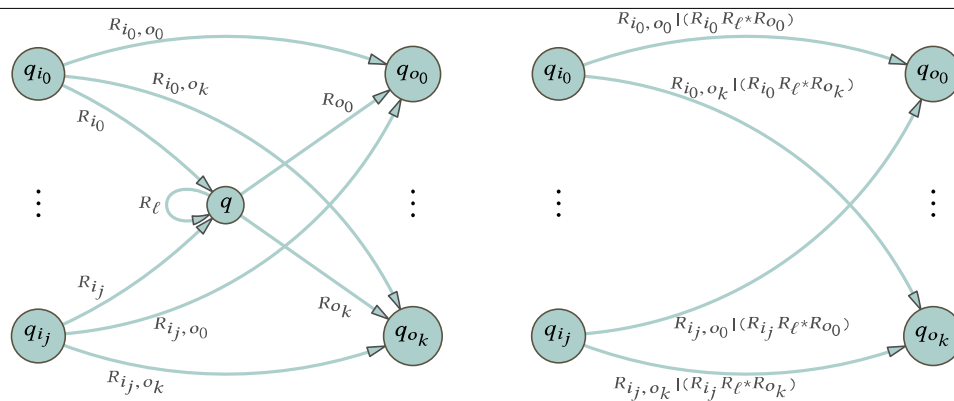 R_{i_0},_{o_0}
q_{i_0}
q_{o_0}
R_{i_0},_{o_k}
R_{o_0}
R_{i_0}
⋮
R_ℓ
q
⋮
R_{i_j}
R_{o_k}
R_{i_j},_{o_0}
q_{i_j}
q_{o_k}
R_{i_j},_{o_k}
R_{i_0},_{o_0}|(R_{i_0} R_ℓ*R_{o_0})
q_{i_0}
q_{o_0}
R_{i_0},_{o_k}|(R_{i_0} R_ℓ*R_{o_k})
⋮
⋮
R_{i_j},_{o_0}|(R_{i_j} R_ℓ*R_{o_0})
q_{i_j}
q_{o_k}
R_{i_j},_{o_k}|(R_{i_j} R_ℓ*R_{o_k})